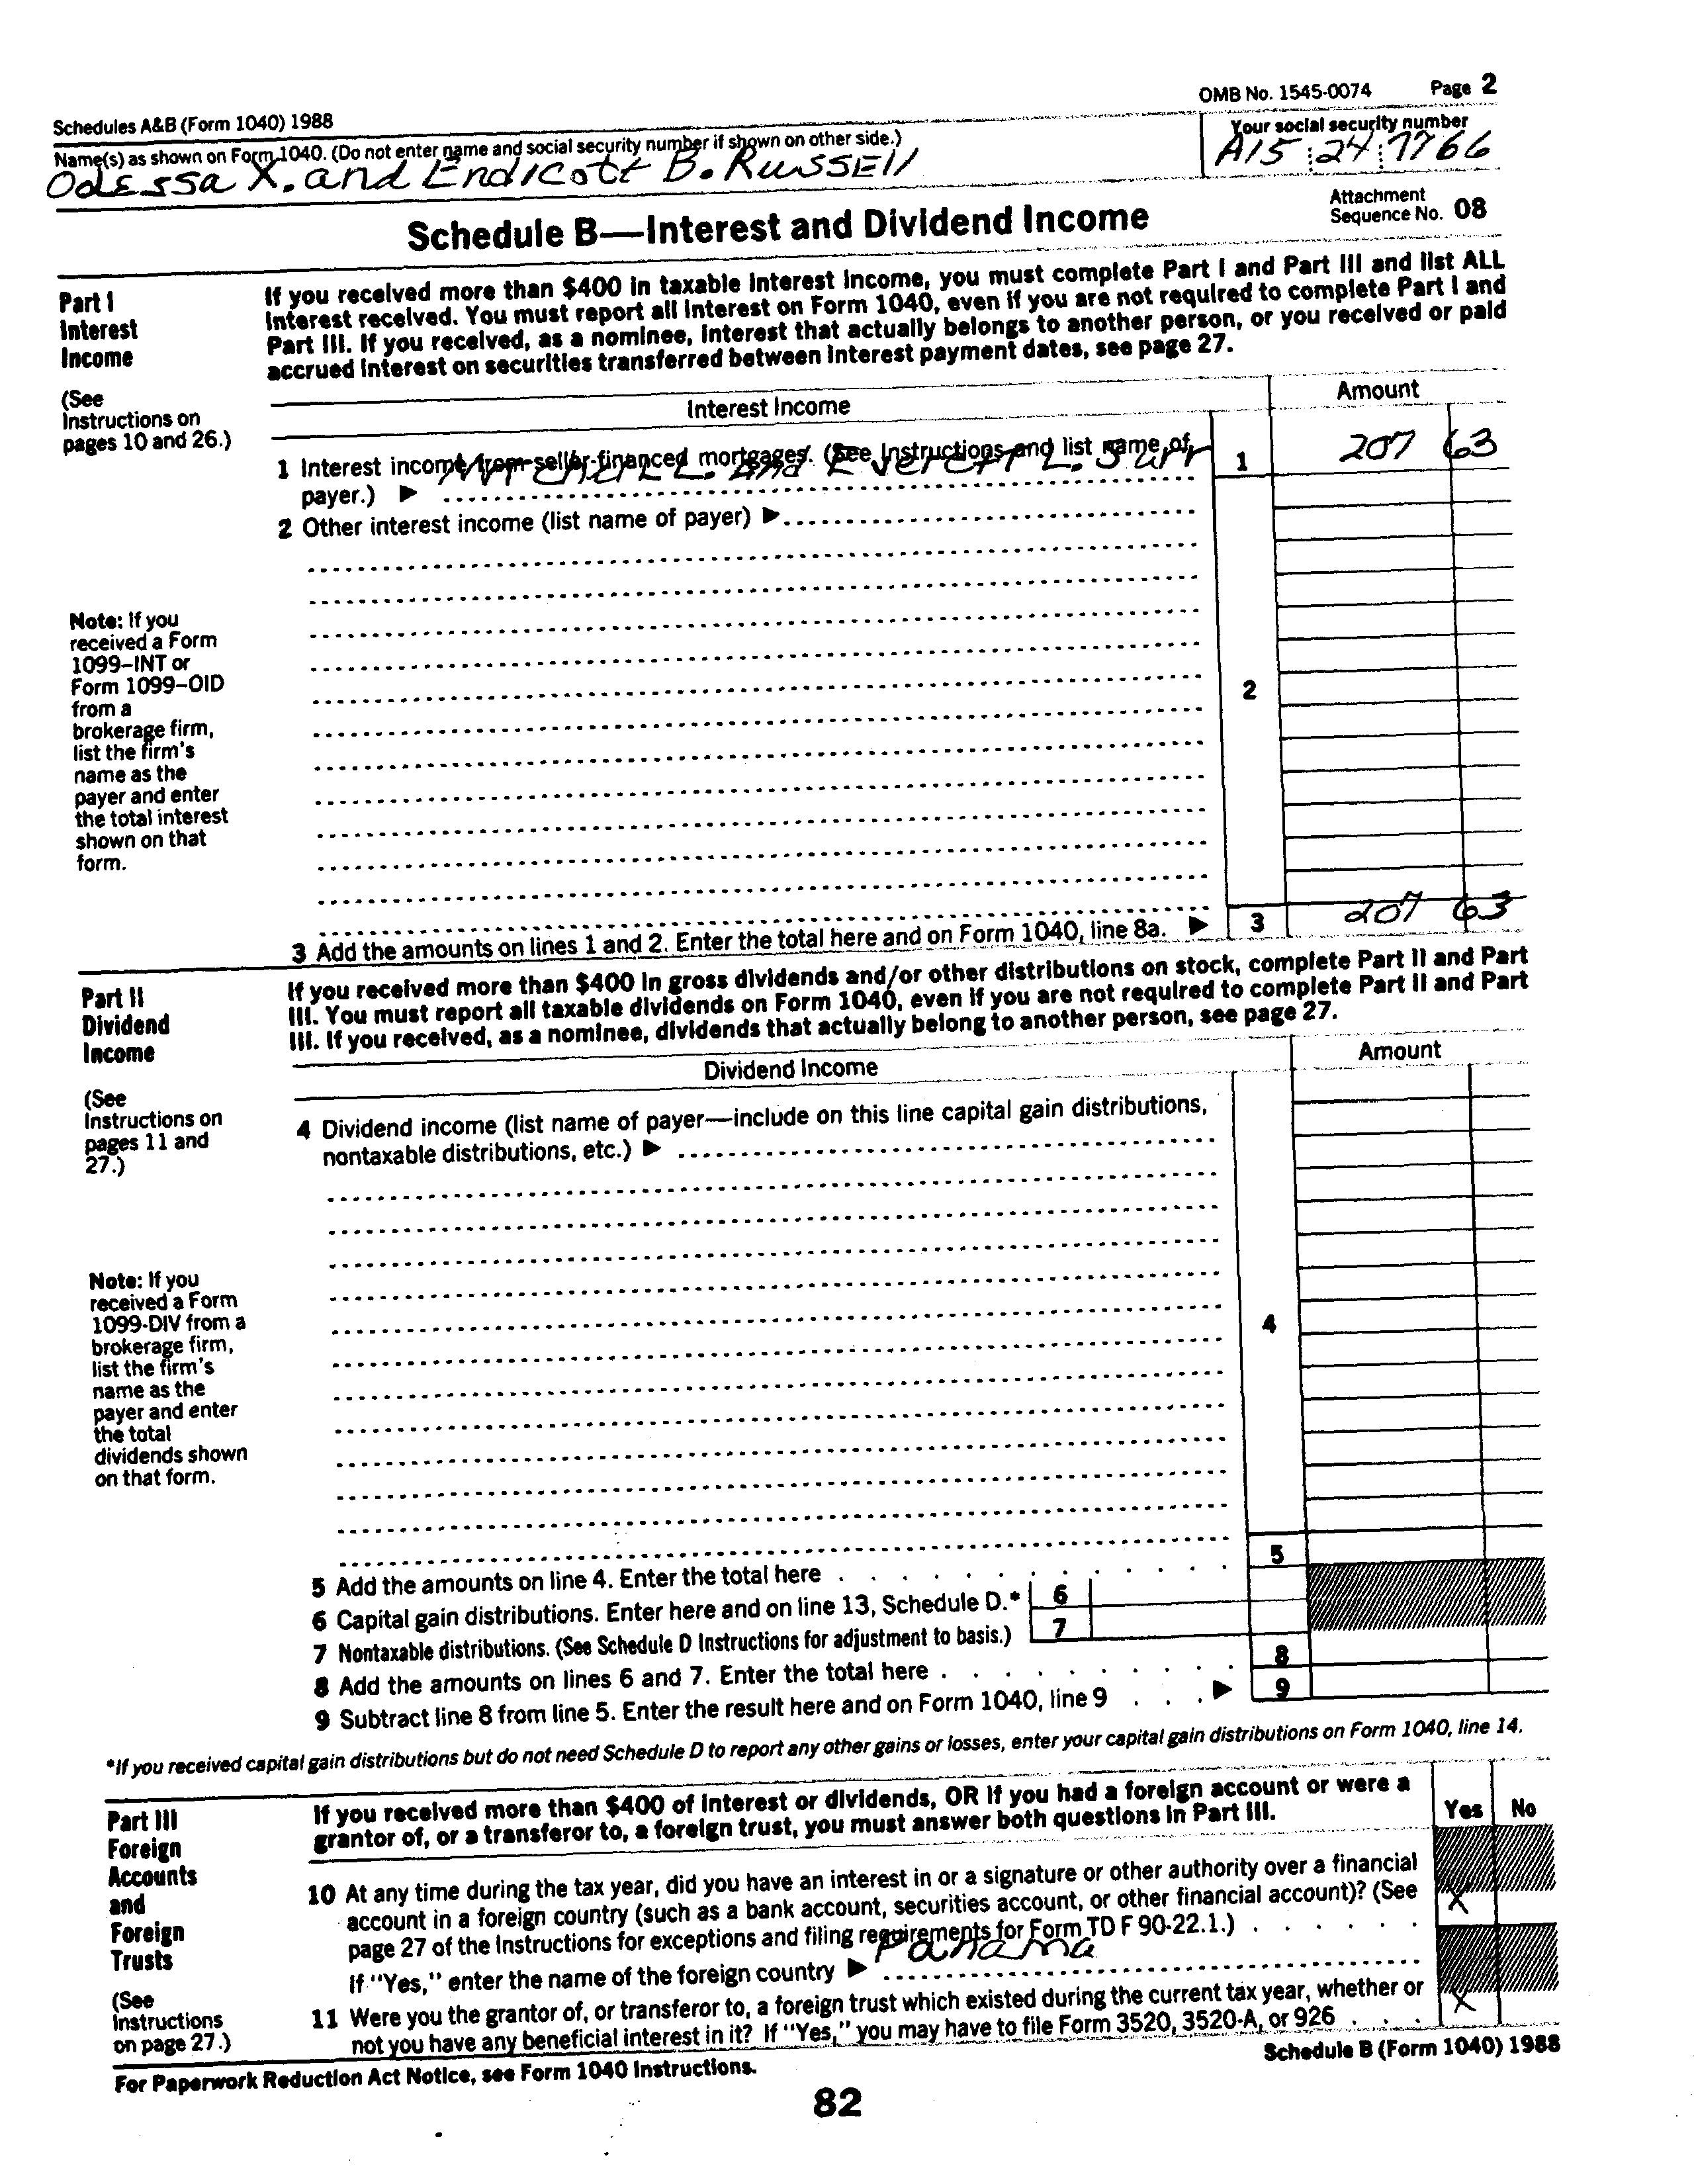 OMB No. 1545-0074 Page 2
Schedules A&B (Form 1040) 1988
Name(s) as shown on Form 1040. (Do not enter name and social security number if shown on other side.)
Your social security number
Odessa X. and Endicott B. Russell
A15 24 7766
Schedule B—Interest and Dividend Income
Attachment
Sequence No. 08
Part I
Interest
Income
(See
Instructions on
pages 10 and 26.)
If you received more than $400 in taxable interest income, you must complete Part I and Part III and list ALL
interest received. You must report all interest on Form 1040, even if you are not required to complete Part I and
Part III. If you received, as a nominee, interest that actually belongs to another person, or you received or paid
accrued interest on securities transferred between interest payment dates, see page 27.
Interest Income
Amount
1 Interest income from seller-financed mortgages. (See Instructions and list name of
payer.) ▶
L. and Everett L.
1
207 63
2 Other interest income (list name of payer) ▶
Note: If you
received a Form
1099–INT or
Form 1099–OID
from a
brokerage firm,
list the firm's
name as the
payer and enter
the total interest
shown on that
form.
2
3 Add the amounts on lines 1 and 2. Enter the total here and on Form 1040, line 8a. ▶
3
207 63
Part II
Dividend
Income
(See
Instructions on
pages 11 and
27.)
If you received more than $400 in gross dividends and/or other distributions on stock, complete Part II and Part
III. You must report all taxable dividends on Form 1040, even if you are not required to complete Part II and Part
III. If you received, as a nominee, dividends that actually belong to another person, see page 27.
Dividend Income
Amount
4 Dividend income (list name of payer—include on this line capital gain distributions,
nontaxable distributions, etc.) ▶
Note: If you
received a Form
1099-DIV from a
brokerage firm,
list the firm's
name as the
payer and enter
the total
dividends shown
on that form.
4
5 Add the amounts on line 4. Enter the total here
5
6 Capital gain distributions. Enter here and on line 13, Schedule D.*
6
7 Nontaxable distributions. (See Schedule D Instructions for adjustment to basis.)
7
8 Add the amounts on lines 6 and 7. Enter the total here
8
9 Subtract line 8 from line 5. Enter the result here and on Form 1040, line 9 ▶
9
*If you received capital gain distributions but do not need Schedule D to report any other gains or losses, enter your capital gain distributions on Form 1040, line 14.
Part III
Foreign
Accounts
and
Foreign
Trusts
(See
Instructions
on page 27.)
If you received more than $400 of interest or dividends, OR if you had a foreign account or were a
grantor of, or a transferor to, a foreign trust, you must answer both questions in Part III.
Yes No
10 At any time during the tax year, did you have an interest in or a signature or other authority over a financial
account in a foreign country (such as a bank account, securities account, or other financial account)? (See
page 27 of the Instructions for exceptions and filing requirements for Form TD F 90-22.1.)
X
If "Yes," enter the name of the foreign country ▶ Panama
11 Were you the grantor of, or transferor to, a foreign trust which existed during the current tax year, whether or
not you have any beneficial interest in it? If "Yes," you may have to file Form 3520, 3520-A, or 926
X
For Paperwork Reduction Act Notice, see Form 1040 Instructions.
Schedule B (Form 1040) 1988
82